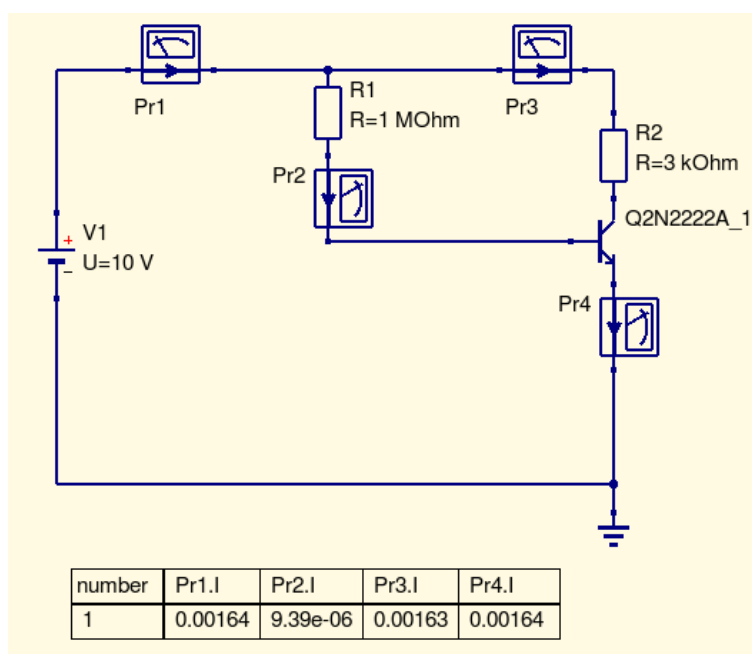 Pr1
R1
R=1 MOhm
Pr3
R2
R=3 kOhm
Pr2
Q2N2222A_1
+ V1
− U=10 V
Pr4
number Pr1.I Pr2.I Pr3.I Pr4.I
1 0.00164 9.39e-06 0.00163 0.00164